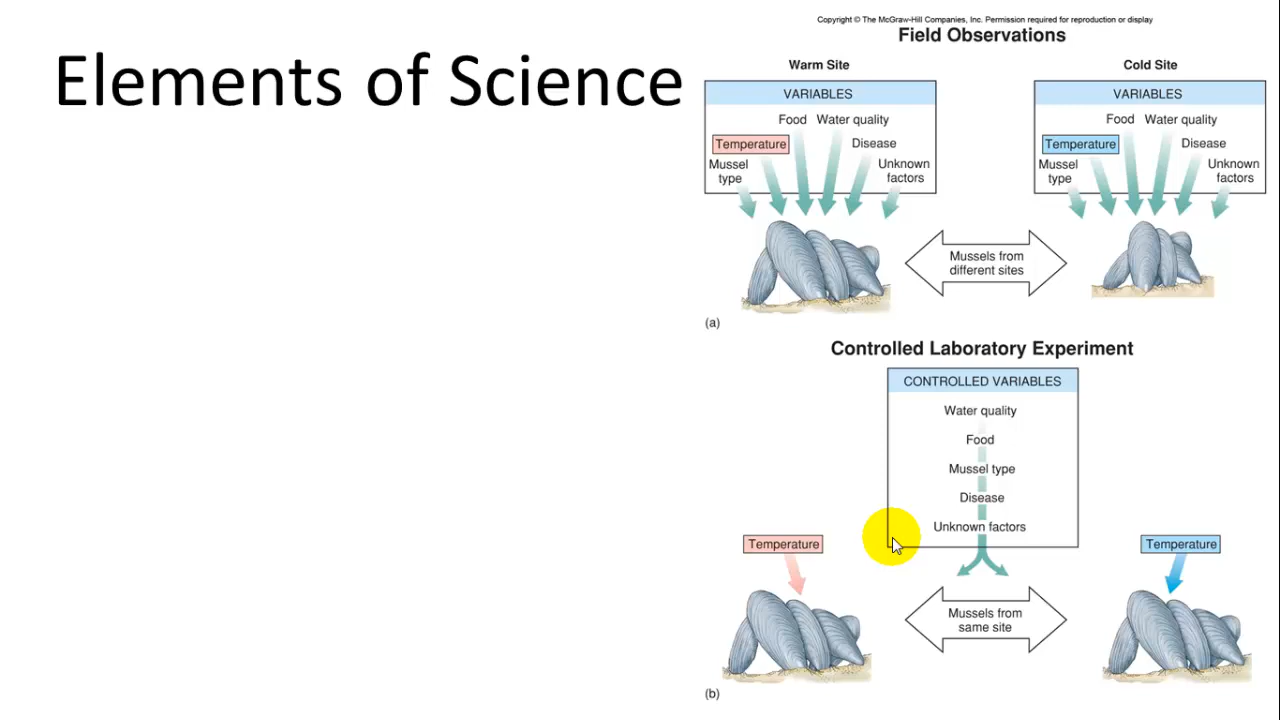 Elements of Science
Copyright © The McGraw-Hill Companies, Inc. Permission required for reproduction or display
Field Observations
Warm Site
VARIABLES
Food Water quality
Temperature Disease
Mussel type
Unknown factors
Cold Site
VARIABLES
Food Water quality
Temperature Disease
Mussel type
Unknown factors
Mussels from
different sites
(a)
Controlled Laboratory Experiment
CONTROLLED VARIABLES
Water quality
Food
Mussel type
Disease
Unknown factors
Temperature
Temperature
Mussels from
same site
(b)